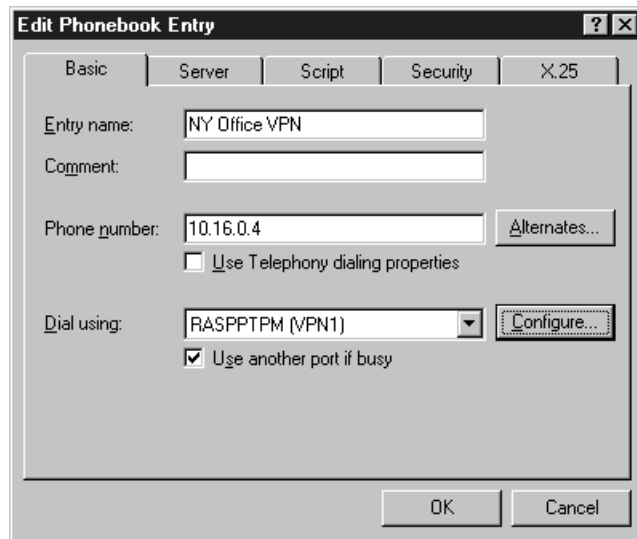 Edit Phonebook Entry
Basic Server Script Security X.25
Entry name: NY Office VPN
Comment:
Phone number: 10.16.0.4 Alternates...
Use Telephony dialing properties
Dial using: RASPPTPM (VPN1) Configure...
Use another port if busy
OK Cancel